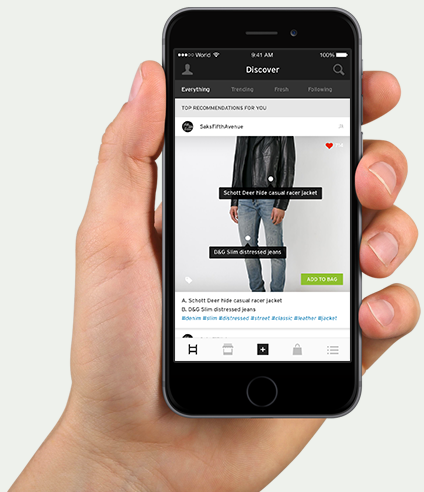 World 9:41 AM 100%
Discover
Everything Trending Fresh Following
TOP RECOMMENDATIONS FOR YOU
SaksFifthAvenue
Schott Deer hide casual racer jacket
D&G Slim distressed jeans
ADD TO BAG
A. Schott Deer hide casual racer jacket
B. D&G Slim distressed jeans
#denim #slim #distressed #street #classic #leather #jacket